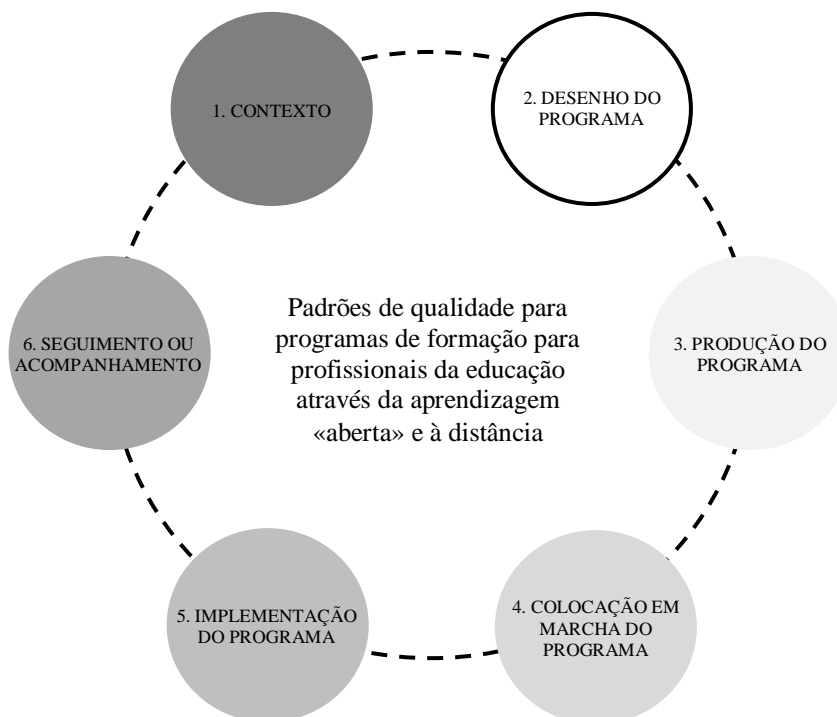 1. CONTEXTO
2. DESENHO DO
PROGRAMA
3. PRODUÇÃO DO
PROGRAMA
4. COLOCAÇÃO EM
MARCHA DO
PROGRAMA
5. IMPLEMENTAÇÃO
DO PROGRAMA
6. SEGUIMENTO OU
ACOMPANHAMENTO
Padrões de qualidade para
programas de formação para
profissionais da educação
através da aprendizagem
«aberta» e à distância